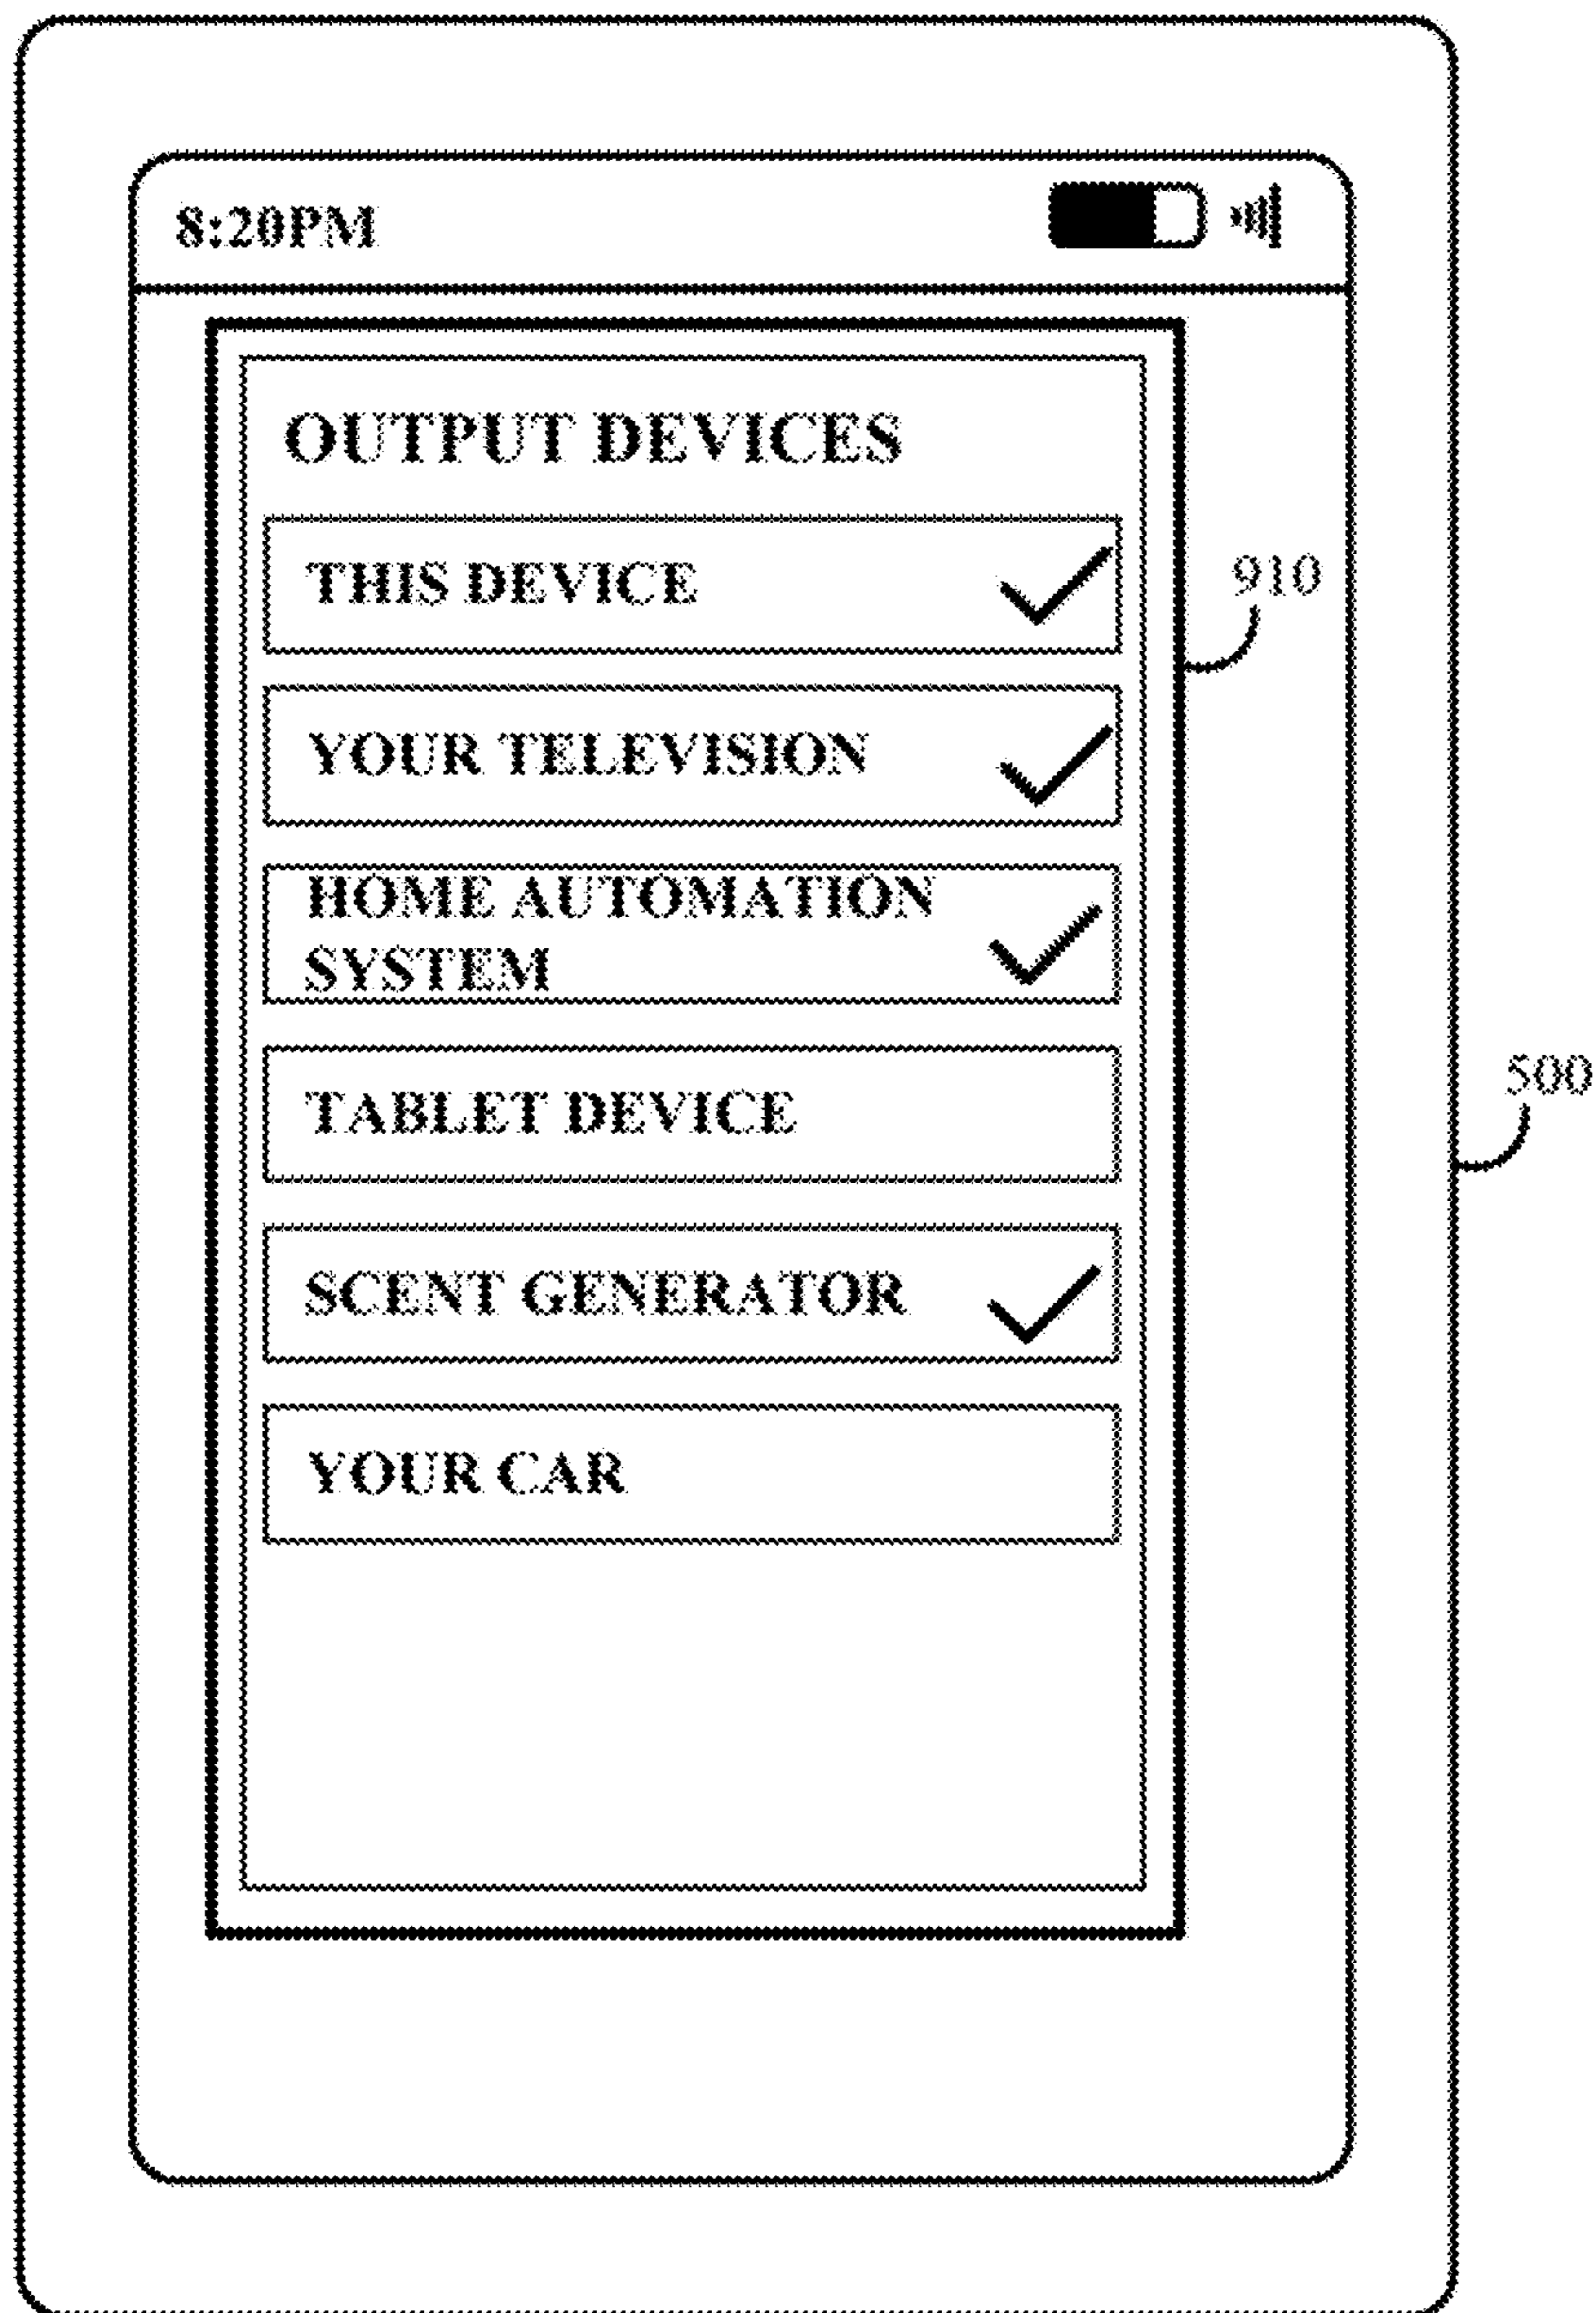 8:20PM
OUTPUT DEVICES
THIS DEVICE
910
YOUR TELEVISION
HOME AUTOMATION
SYSTEM
500
TABLET DEVICE
SCENT GENERATOR
YOUR CAR